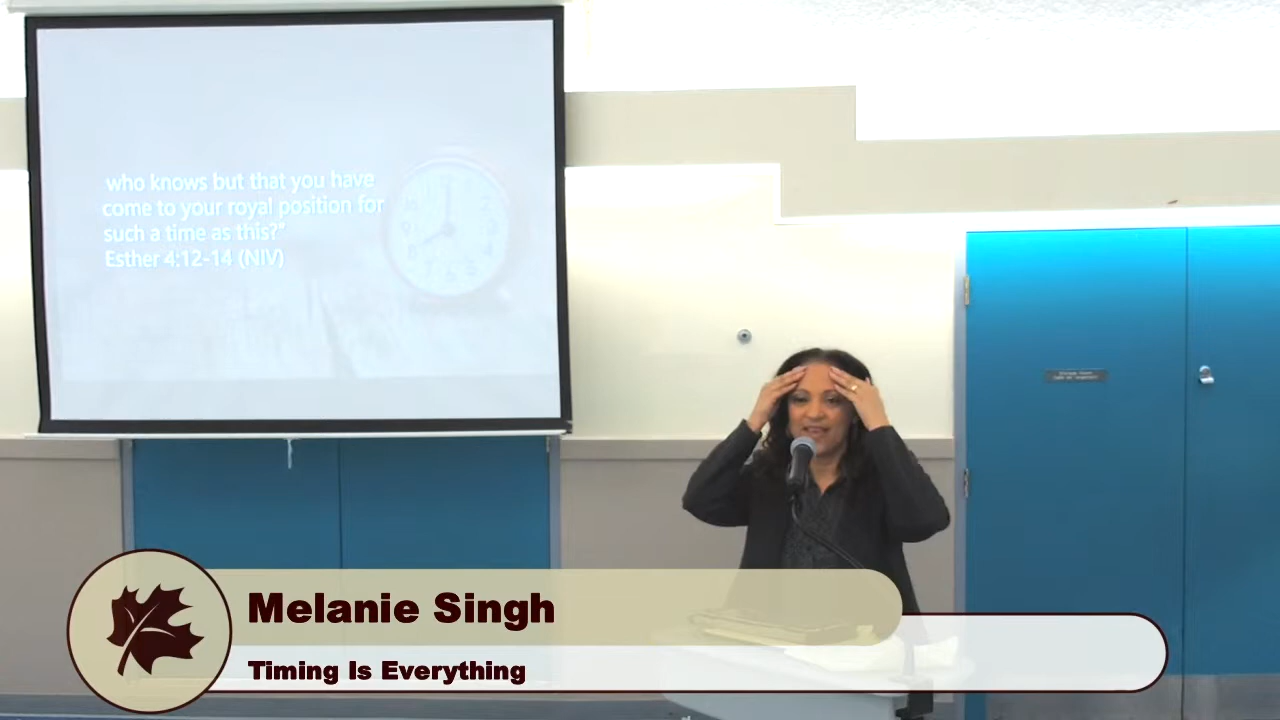 who knows but that you have
come to your royal position for
such a time as this?"
Esther 4:12-14 (NIV)
Melanie Singh
Timing Is Everything